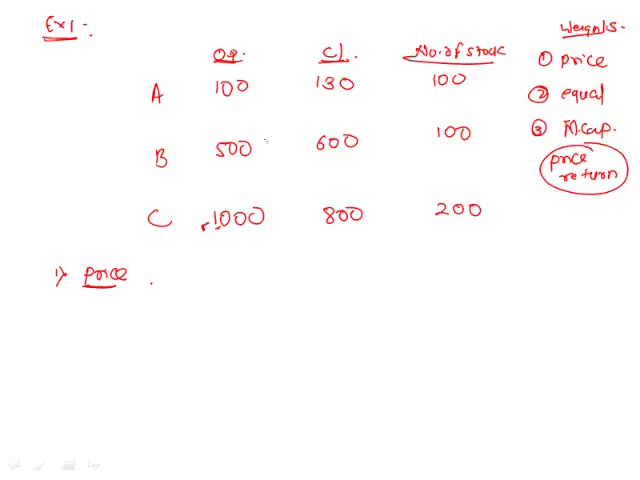 Ex1:-
Weights-
Op. Cl. No. of stock
A 100 130 100
B 500 600 100
C 1000 800 200
① price
② equal
③ M.cap.
price return
1) price .